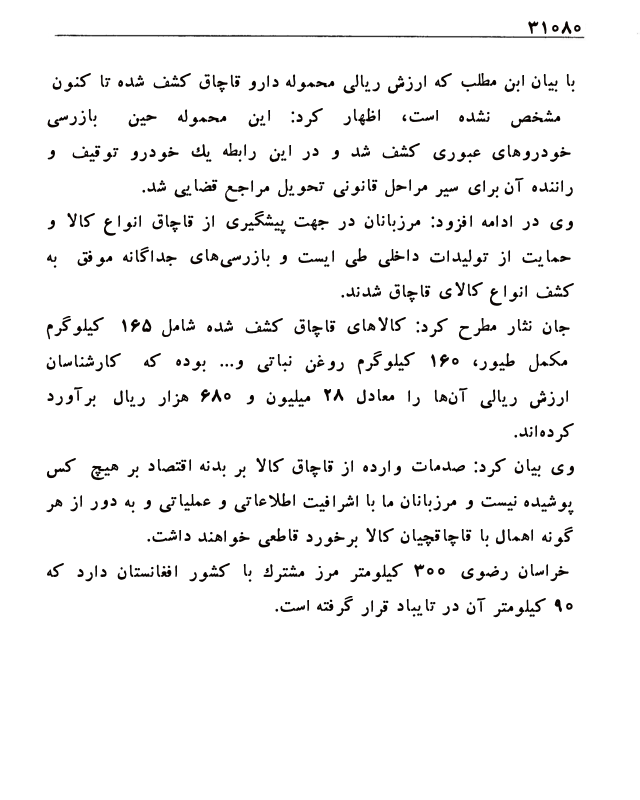 ۳۱۰۸۰
با بیان ابن مطلب که ارزش ریالی محموله دارو قاچاق کشف شده تا کنون
مشخص نشده است، اظهار کرد: این محموله حین بازرسی
خودروهای عبوری کشف شد و در این رابطه یك خودرو توقیف و
راننده آن برای سیر مراحل قانونی تحویل مراجع قضایی شد.
وی در ادامه افزود: مرزبانان در جهت پیشگیری از قاچاق انواع کالا و
حمایت از تولیدات داخلی طی ایست و بازرسی‌های جداگانه موفق به
کشف انواع کالای قاچاق شدند.
جان نثار مطرح کرد: کالاهای قاچاق کشف شده شامل ۱۶۵ کیلوگرم
مکمل طیور، ۱۶۰ کیلوگرم روغن نباتی و... بوده که کارشناسان
ارزش ریالی آن‌ها را معادل ۲۸ میلیون و ۶۸۰ هزار ریال برآورد
کرده‌اند.
وی بیان کرد: صدمات وارده از قاچاق کالا بر بدنه اقتصاد بر هیچ کس
پوشیده نیست و مرزبانان ما با اشرافیت اطلاعاتی و عملیاتی و به دور از هر
گونه اهمال با قاچاقچیان کالا برخورد قاطعی خواهند داشت.
خراسان رضوی ۳۰۰ کیلومتر مرز مشترك با کشور افغانستان دارد که
۹۰ کیلومتر آن در تایباد قرار گرفته است.